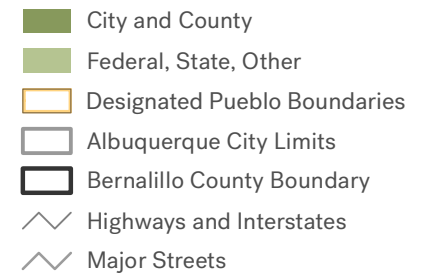 City and County
Federal, State, Other
Designated Pueblo Boundaries
Albuquerque City Limits
Bernalillo County Boundary
Highways and Interstates
Major Streets